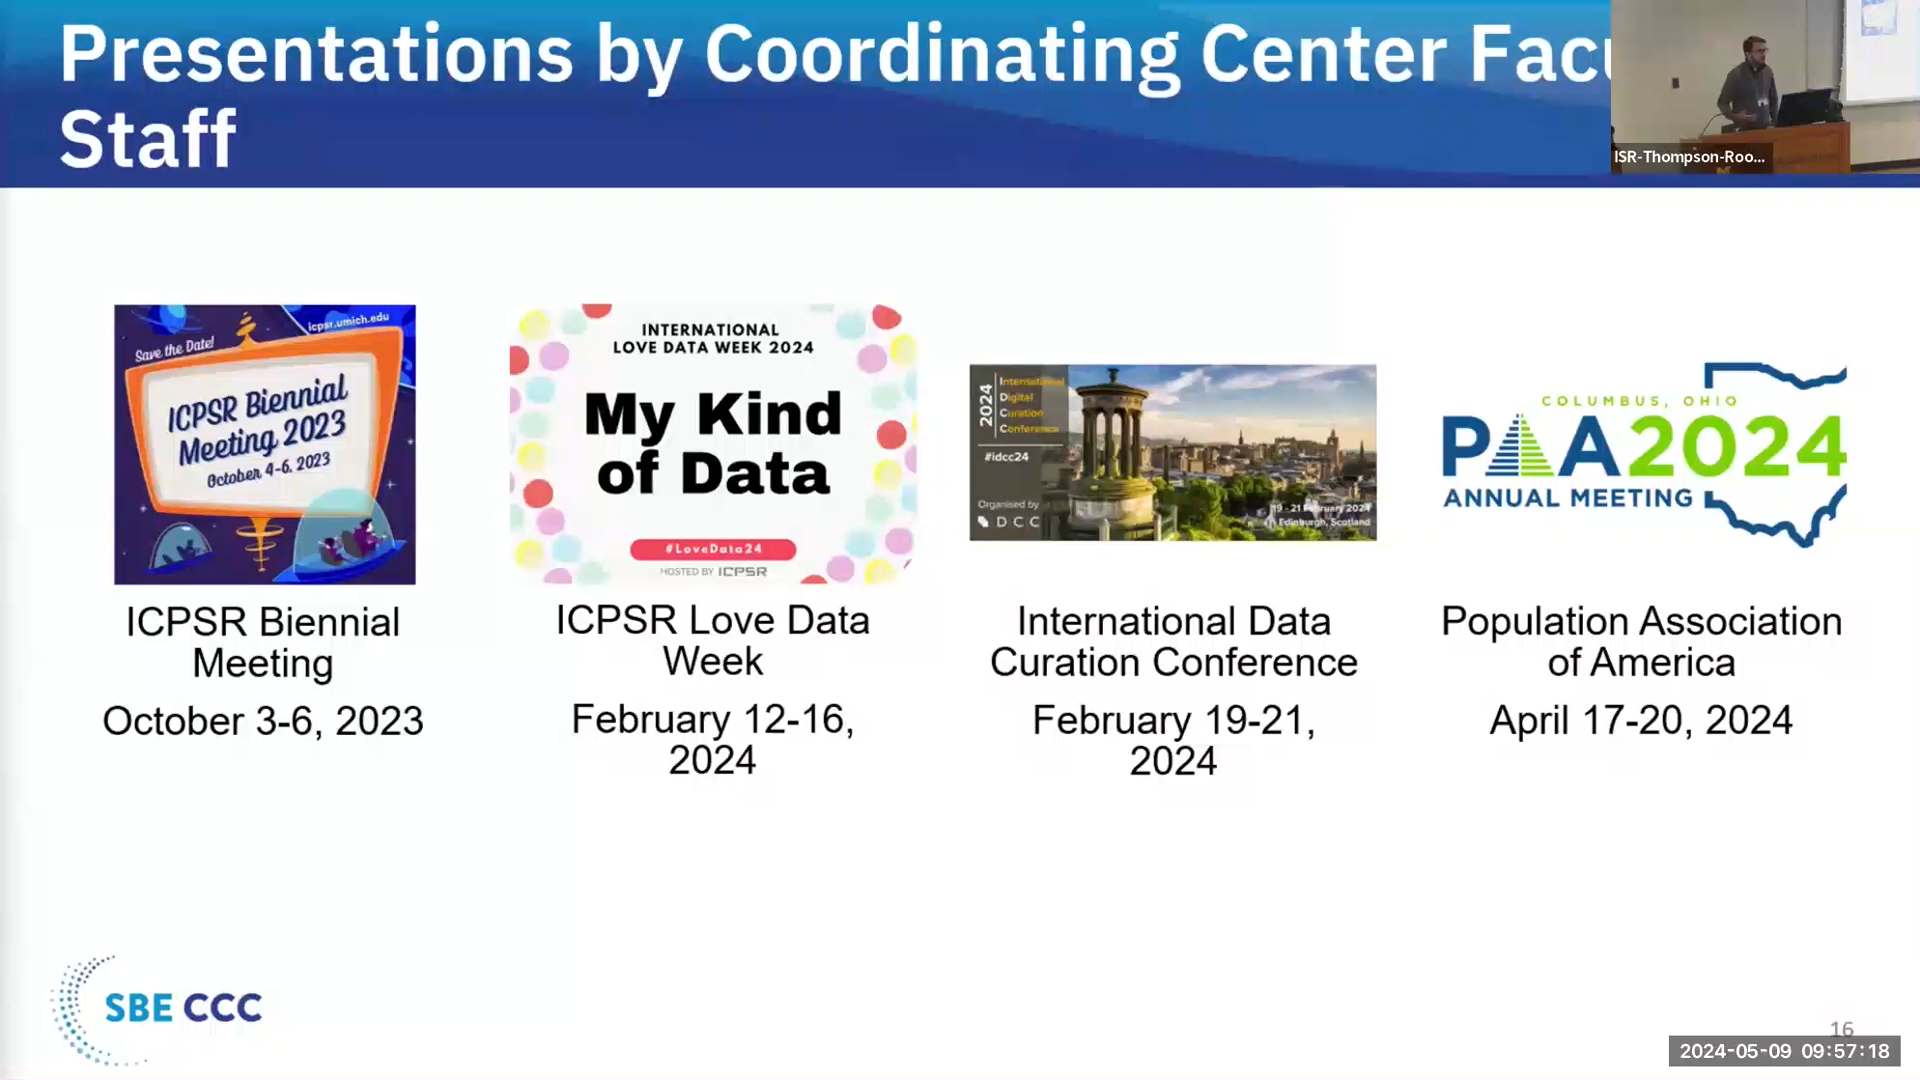 Presentations by Coordinating Center Facu
Staff
ISR-Thompson-Roo...
icpsr.umich.edu
Save the Date!
ICPSR Biennial
Meeting 2023
October 4-6, 2023
INTERNATIONAL
LOVE DATA WEEK 2024
My Kind
of Data
#LoveData24
HOSTED BY ICPSR
2024
International
Digital
Curation
Conference
#idcc24
Organised by
DCC
19 - 21 February 2024
Edinburgh, Scotland
COLUMBUS, OHIO
PAA2024
ANNUAL MEETING
ICPSR Biennial
Meeting
October 3-6, 2023
ICPSR Love Data
Week
February 12-16,
2024
International Data
Curation Conference
February 19-21,
2024
Population Association
of America
April 17-20, 2024
SBE CCC
16
2024-05-09 09:57:18